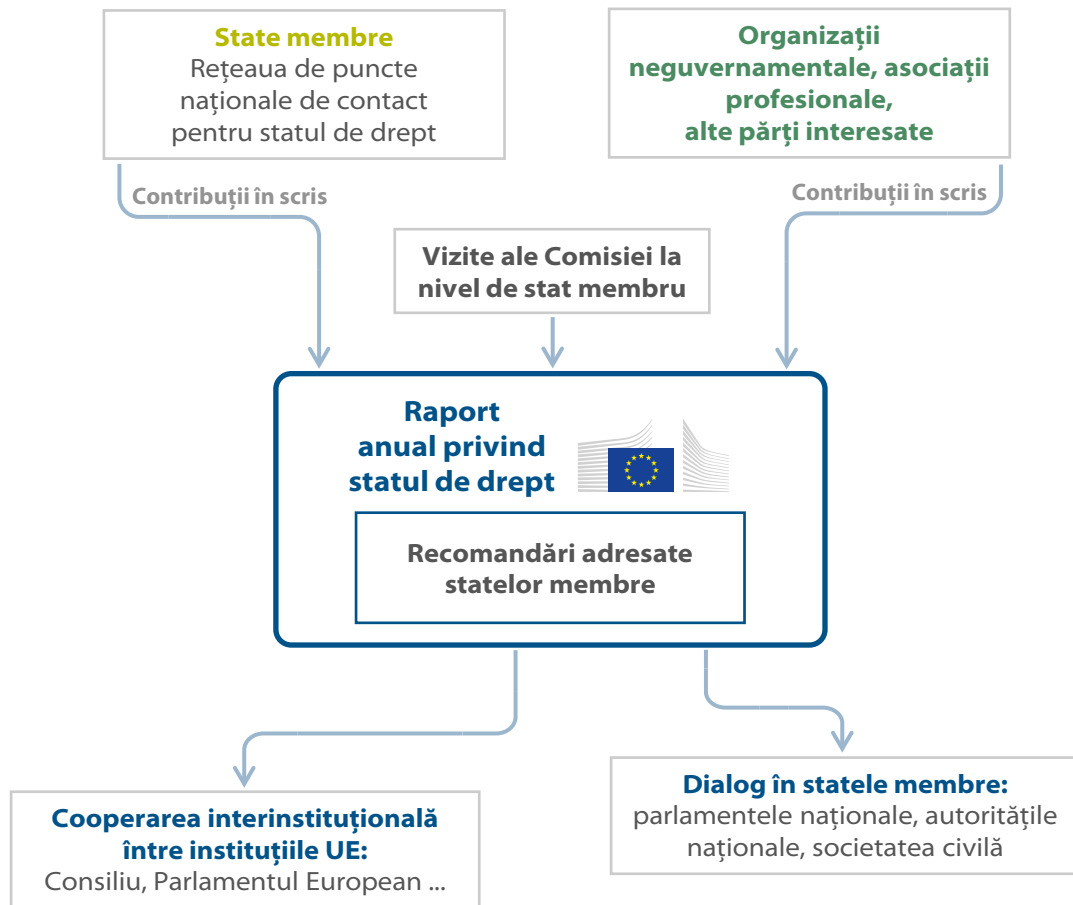 State membre
Rețeaua de puncte
naționale de contact
pentru statul de drept
Organizații
neguvernamentale, asociații
profesionale,
alte părți interesate
Contribuții în scris
Contribuții în scris
Vizite ale Comisiei la
nivel de stat membru
Raport
anual privind
statul de drept
Recomandări adresate
statelor membre
Cooperarea interinstituțională
între instituțiile UE:
Consiliu, Parlamentul European ...
Dialog în statele membre:
parlamentele naționale, autoritățile
naționale, societatea civilă